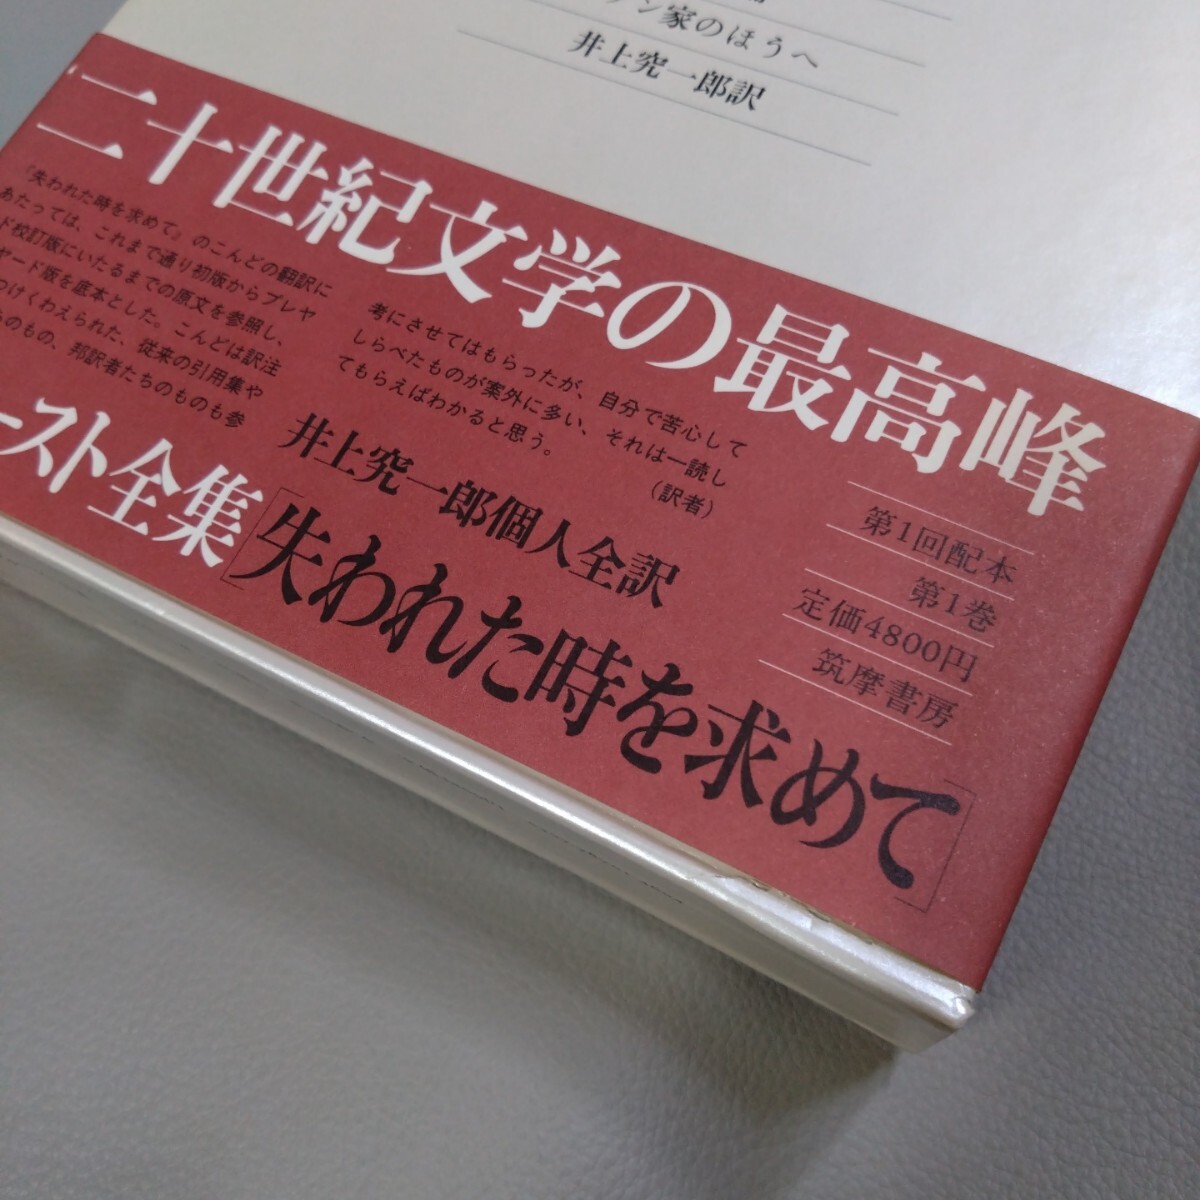 ン家のほうへ
井上究一郎訳
二十世紀文学の最高峰
『失われた時を求めて』のこんどの翻訳に
あたっては、これまで通り初版からプレヤ
ド校訂版にいたるまでの原文を参照し、
ヤード版を底本とした。こんどは訳注
つけくわえられた、従来の引用集や
のもの、邦訳者たちのものも参
考にさせてはもらったが、自分で苦心して
しらべたものが案外に多い、それは一読し
てもらえばわかると思う。
(訳者)
第1回配本
第1巻
定価4800円
筑摩書房
井上究一郎個人全訳
ースト全集
[失われた時を求めて]